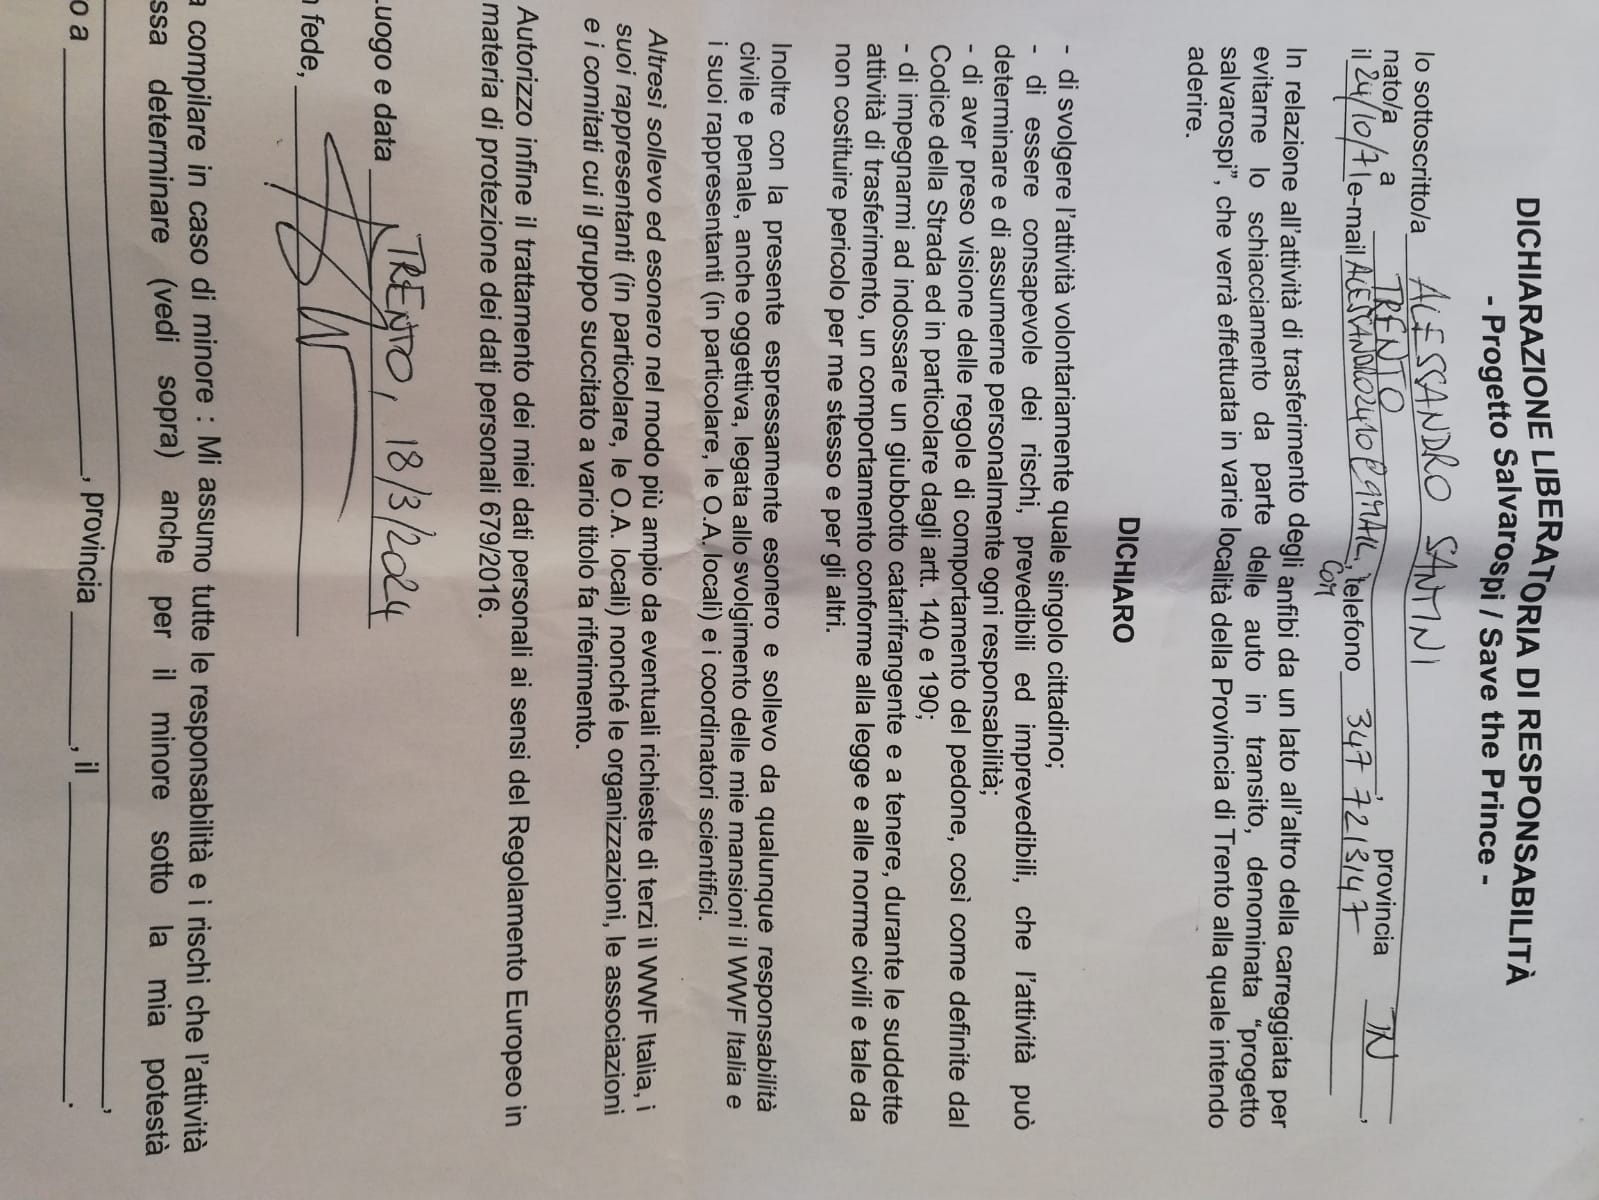 DICHIARAZIONE LIBERATORIA DI RESPONSABILITÀ
- Progetto Salvarospi / Save the Prince -
Io sottoscritto/a ALESSANDRO SANTINI
nato/a a TRENTO, provincia TN,
il 24/10/71 e-mail ALESSANDRO2410@GMAIL.COM, telefono 347 7213147
In relazione all'attività di trasferimento degli anfibi da un lato all'altro della carreggiata per
evitarne lo schiacciamento da parte delle auto in transito, denominata "progetto
salvarospi", che verrà effettuata in varie località della Provincia di Trento alla quale intendo
aderire.
DICHIARO
- di svolgere l'attività volontariamente quale singolo cittadino;
- di essere consapevole dei rischi, prevedibili ed imprevedibili, che l'attività può
determinare e di assumerne personalmente ogni responsabilità;
- di aver preso visione delle regole di comportamento del pedone, così come definite dal
Codice della Strada ed in particolare dagli artt. 140 e 190;
- di impegnarmi ad indossare un giubbotto catarifrangente e a tenere, durante le suddette
attività di trasferimento, un comportamento conforme alla legge e alle norme civili e tale da
non costituire pericolo per me stesso e per gli altri.
Inoltre con la presente espressamente esonero e sollevo da qualunque responsabilità
civile e penale, anche oggettiva, legata allo svolgimento delle mie mansioni il WWF Italia e
i suoi rappresentanti (in particolare, le O.A. locali) e i coordinatori scientifici.
Altresì sollevo ed esonero nel modo più ampio da eventuali richieste di terzi il WWF Italia, i
suoi rappresentanti (in particolare, le O.A. locali) nonché le organizzazioni, le associazioni
e i comitati cui il gruppo succitato a vario titolo fa riferimento.
Autorizzo infine il trattamento dei miei dati personali ai sensi del Regolamento Europeo in
materia di protezione dei dati personali 679/2016.
Luogo e data TRENTO, 18/3/2024
n fede,
a compilare in caso di minore : Mi assumo tutte le responsabilità e i rischi che l'attività
ssa determinare (vedi sopra) anche per il minore sotto la mia potestà
,
o a , provincia , il .